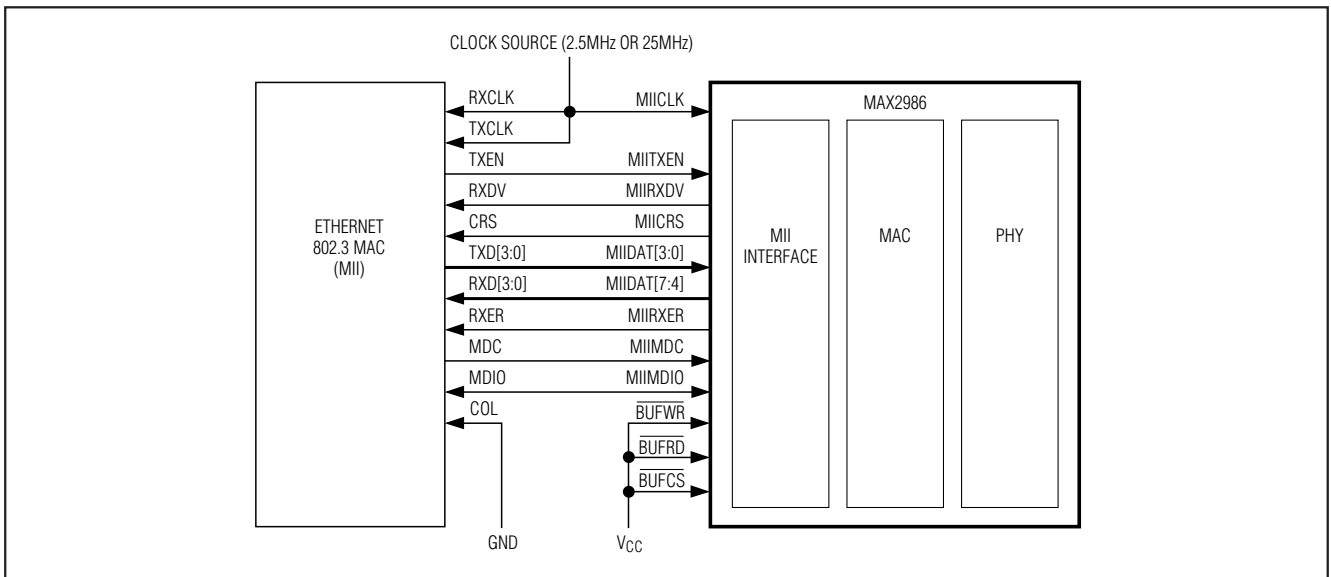 CLOCK SOURCE (2.5MHz OR 25MHz)
RXCLK MIICLK
MAX2986
TXCLK
TXEN MIITXEN
RXDV MIIRXDV
CRS MIICRS
ETHERNET
802.3 MAC
(MII)
MII
INTERFACE
MAC
PHY
TXD[3:0] MIIDAT[3:0]
RXD[3:0] MIIDAT[7:4]
RXER MIIRXER
MDC MIIMDC
MDIO MIIMDIO
COL BUFWR
BUFRD
BUFCS
GND VCC